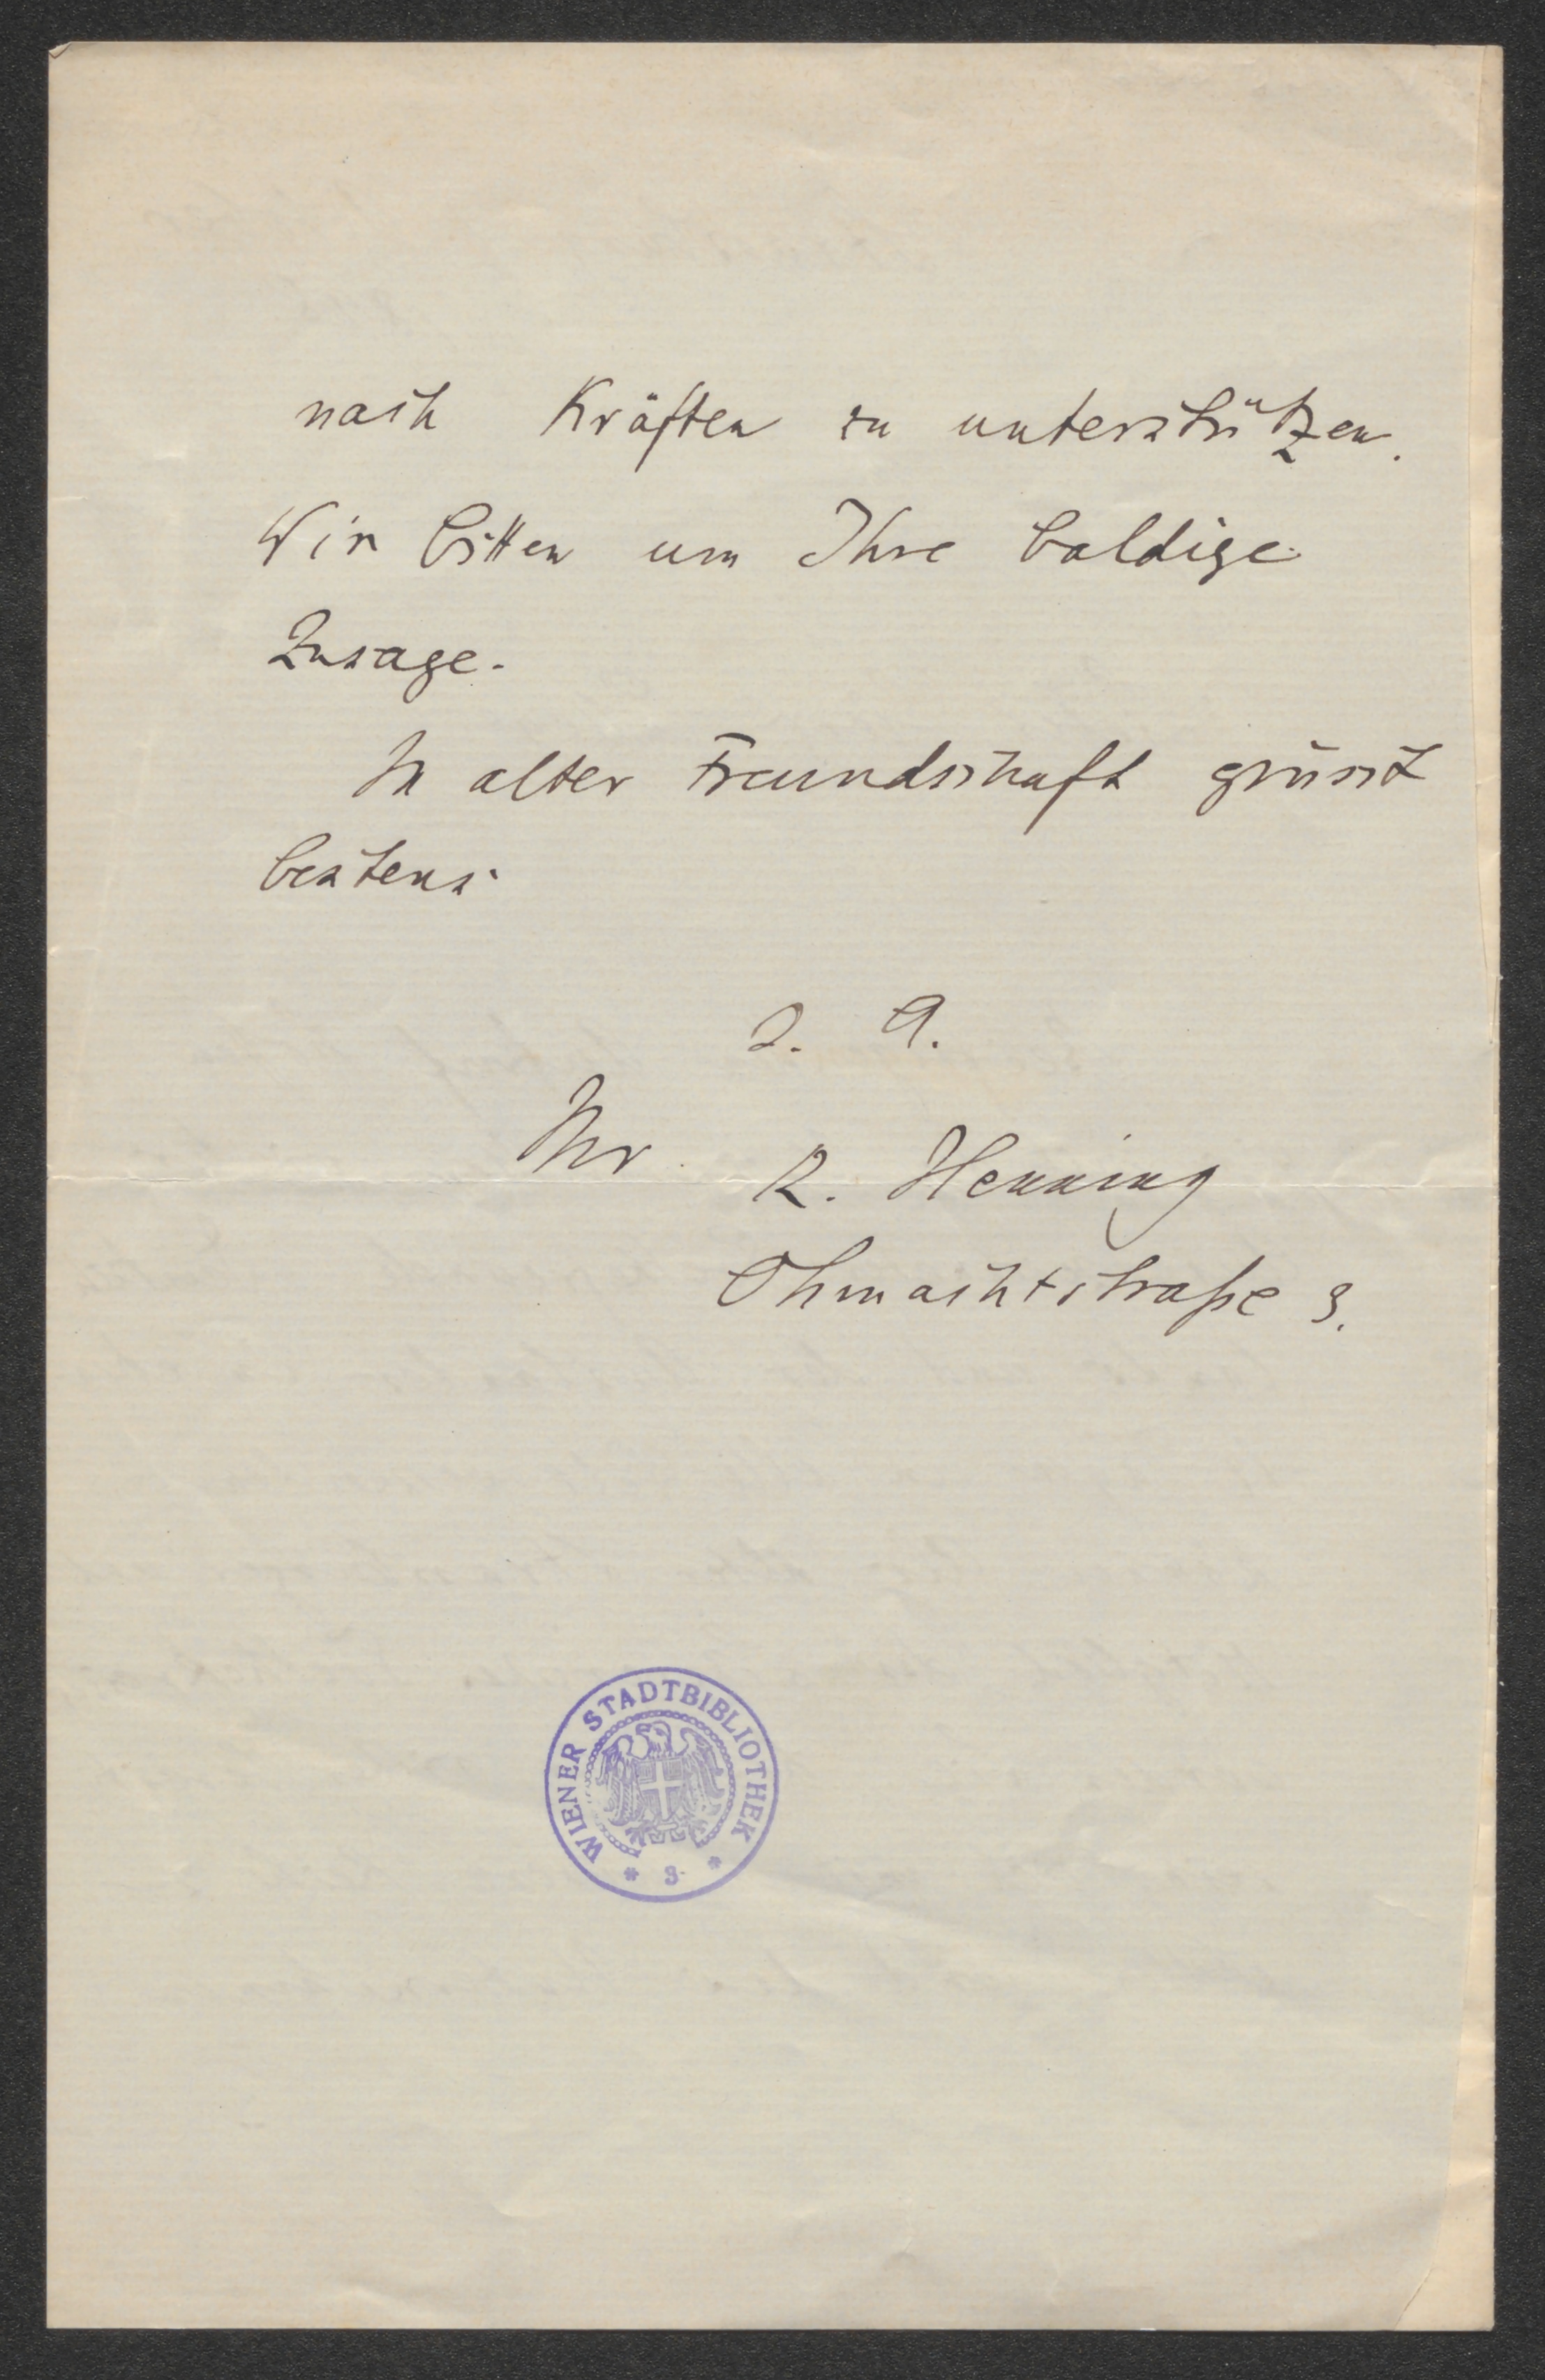 nach Kräften zu unterstützen.
Wir bitten um Ihre baldige
Zusage.
In alter Freundschaft grüsst
bestens
I. A.
Ihr
R. Henning
Ohmachtstraße 3.
WIENER STADTBIBLIOTHEK
* 3 *